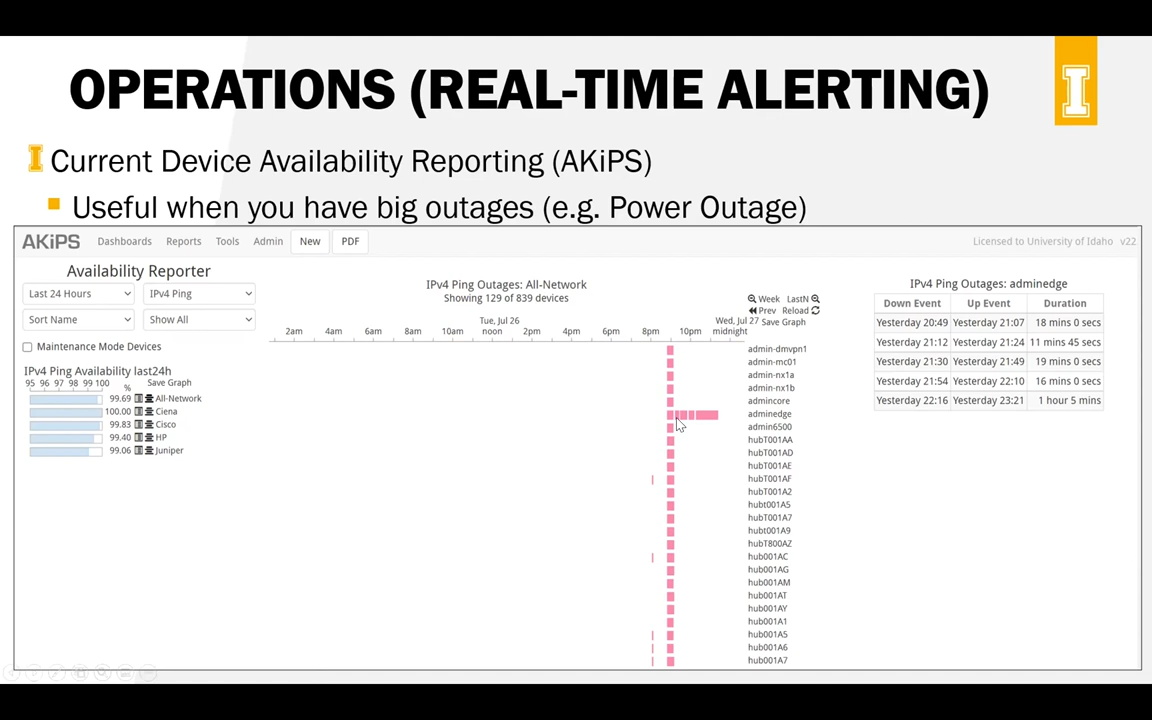 OPERATIONS (REAL-TIME ALERTING)
I
Current Device Availability Reporting (AKiPS)
Useful when you have big outages (e.g. Power Outage)
AKiPS Dashboards Reports Tools Admin New PDF Licensed to University of Idaho v22
Availability Reporter
Last 24 Hours IPv4 Ping
Sort Name Show All
Maintenance Mode Devices
IPv4 Ping Availability last24h
95 96 97 98 99 100 % Save Graph
99.69 All-Network
100.00 Ciena
99.83 Cisco
99.40 HP
99.06 Juniper
IPv4 Ping Outages: All-Network
Showing 129 of 839 devices
Week LastN
Prev Reload
Save Graph
Tue, Jul 26 Wed, Jul 27
2am 4am 6am 8am 10am noon 2pm 4pm 6pm 8pm 10pm midnight
admin-dmvpn1
admin-mc01
admin-nx1a
admin-nx1b
admincore
adminedge
admin6500
hubT001AA
hubT001AD
hubT001AE
hubT001AF
hubT001A2
hubt001A5
hubT001A7
hubt001A9
hubT800AZ
hub001AC
hub001AG
hub001AM
hub001AT
hub001AY
hub001A1
hub001A5
hub001A6
hub001A7
IPv4 Ping Outages: adminedge
Down Event Up Event Duration
Yesterday 20:49 Yesterday 21:07 18 mins 0 secs
Yesterday 21:12 Yesterday 21:24 11 mins 45 secs
Yesterday 21:30 Yesterday 21:49 19 mins 0 secs
Yesterday 21:54 Yesterday 22:10 16 mins 0 secs
Yesterday 22:16 Yesterday 23:21 1 hour 5 mins